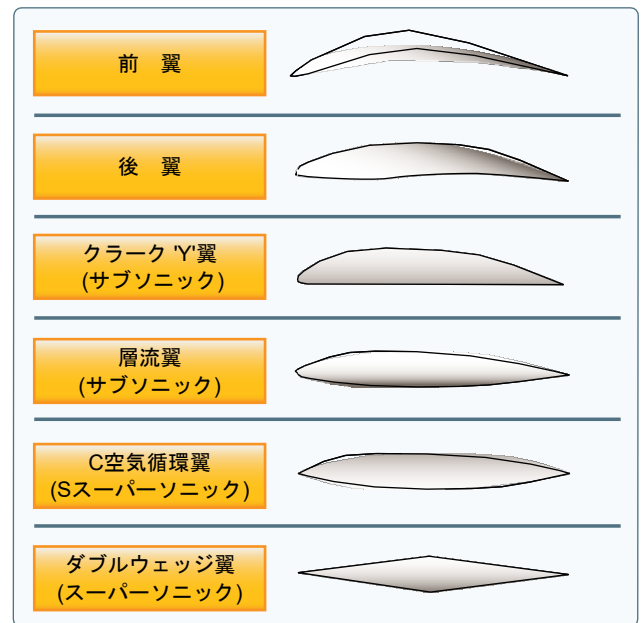 前　翼
後　翼
クラーク 'Y'翼
(サブソニック)
層流翼
(サブソニック)
C空気循環翼
(Sスーパーソニック)
ダブルウェッジ翼
(スーパーソニック)